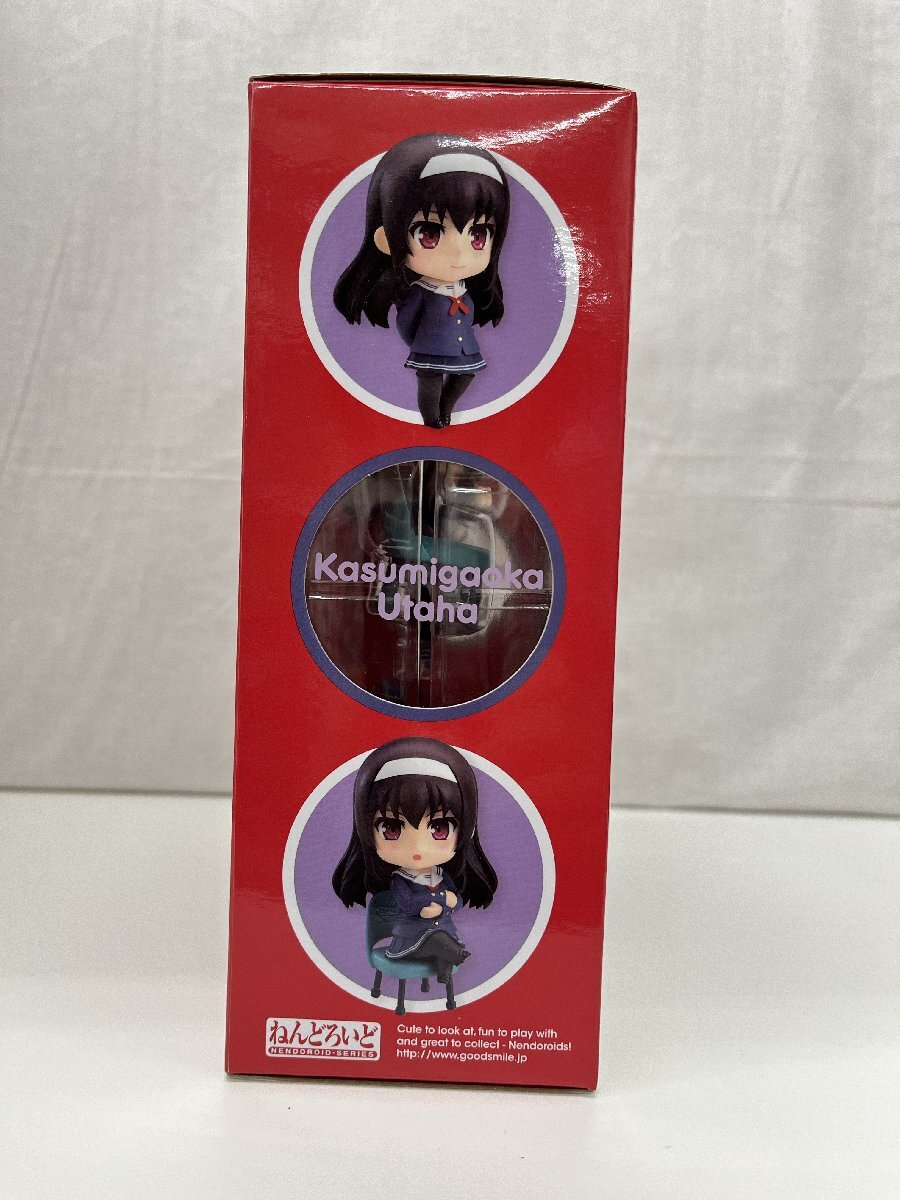 Kasumigaoka
Utaha
ねんどろいど
NENDOROID·SERIES
Cute to look at, fun to play with
and great to collect - Nendoroids!
http://www.goodsmile.jp